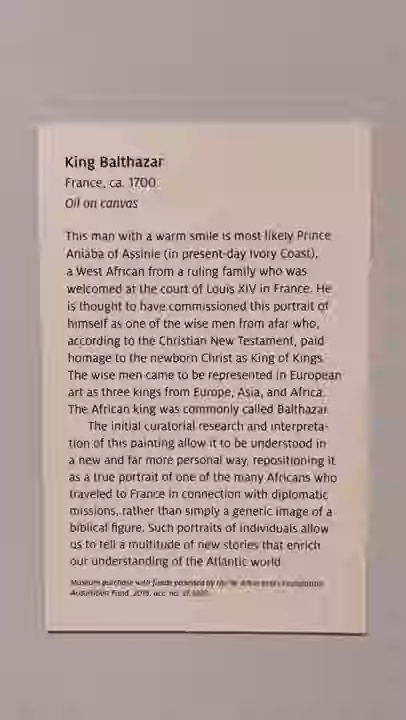 King Balthazar
France, ca. 1700
Oil on canvas
This man with a warm smile is most likely Prince
Aniaba of Assinie (in present-day Ivory Coast),
a West African from a ruling family who was
welcomed at the court of Louis XIV in France. He
is thought to have commissioned this portrait of
himself as one of the wise men from afar who,
according to the Christian New Testament, paid
homage to the newborn Christ as King of Kings.
The wise men came to be represented in European
art as three kings from Europe, Asia, and Africa.
The African king was commonly called Balthazar.
The initial curatorial research and interpreta-
tion of this painting allow it to be understood in
a new and far more personal way, repositioning it
as a true portrait of one of the many Africans who
traveled to France in connection with diplomatic
missions, rather than simply a generic image of a
biblical figure. Such portraits of individuals allow
us to tell a multitude of new stories that enrich
our understanding of the Atlantic world
Museum purchase with funds provided by the W. Foundation
Acquisition Fund, 2018, acc. no.